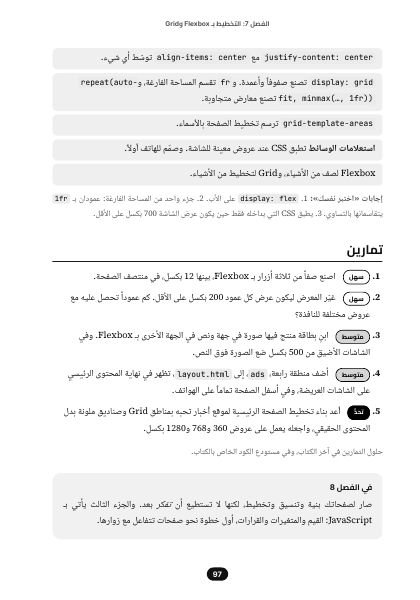 الفصل 7: التخطيط بـ Flexbox وGrid
justify-content: center مع align-items: center توسّط أي شيء.
display: grid تصنع صفوفاً وأعمدة. و fr تقسم المساحة الفارغة، و repeat(auto-
fit, minmax(…, 1fr)) تصنع معارض متجاوبة.
grid-template-areas ترسم تخطيط الصفحة بالأسماء.
استعلامات الوسائط تطبق CSS عند عروض معينة للشاشة. وصمّم للهاتف أولاً.
Flexbox لصف من الأشياء، وGrid لتخطيط من الأشياء.
إجابات «اختبر نفسك»: 1. display: flex على الأب. 2. جزء واحد من المساحة الفارغة: عمودان بـ 1fr
يتقاسمانها بالتساوي. 3. يطبق CSS التي بداخله فقط حين يكون عرض الشاشة 700 بكسل على الأقل.
تمارين
1. سهل اصنع صفاً من ثلاثة أزرار بـ Flexbox، بينها 12 بكسل، في منتصف الصفحة.
2. سهل غيّر المعرض ليكون عرض كل عمود 200 بكسل على الأقل. كم عموداً تحصل عليه مع
عروض مختلفة للنافذة؟
3. متوسط ابنِ بطاقة منتج فيها صورة في جهة ونص في الجهة الأخرى بـ Flexbox. وفي
الشاشات الأضيق من 500 بكسل ضع الصورة فوق النص.
4. متوسط أضف منطقة رابعة، ads، إلى layout.html، تظهر في نهاية المحتوى الرئيسي
على الشاشات العريضة، وفي أسفل الصفحة تماماً على الهواتف.
5. تحدٍّ أعد بناء تخطيط الصفحة الرئيسية لموقع أخبار تحبه بمناطق Grid وصناديق ملونة بدل
المحتوى الحقيقي، واجعله يعمل على عروض 360 و768 و1280 بكسل.
حلول التمارين في آخر الكتاب، وفي مستودع الكود الخاص بالكتاب.
في الفصل 8
صار لصفحاتك بنية وتنسيق وتخطيط، لكنها لا تستطيع أن تفكر بعد. والجزء الثالث يأتي بـ
JavaScript: القيم والمتغيرات والقرارات، أول خطوة نحو صفحات تتفاعل مع زوارها.
97